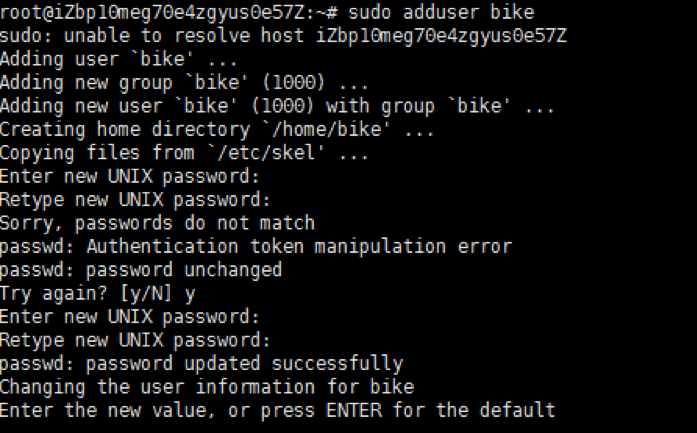 root@iZbp10meg70e4zgyus0e57Z:~# sudo adduser bike
sudo: unable to resolve host iZbp10meg70e4zgyus0e57Z
Adding user `bike' ...
Adding new group `bike' (1000) ...
Adding new user `bike' (1000) with group `bike' ...
Creating home directory `/home/bike' ...
Copying files from `/etc/skel' ...
Enter new UNIX password:
Retype new UNIX password:
Sorry, passwords do not match
passwd: Authentication token manipulation error
passwd: password unchanged
Try again? [y/N] y
Enter new UNIX password:
Retype new UNIX password:
passwd: password updated successfully
Changing the user information for bike
Enter the new value, or press ENTER for the default